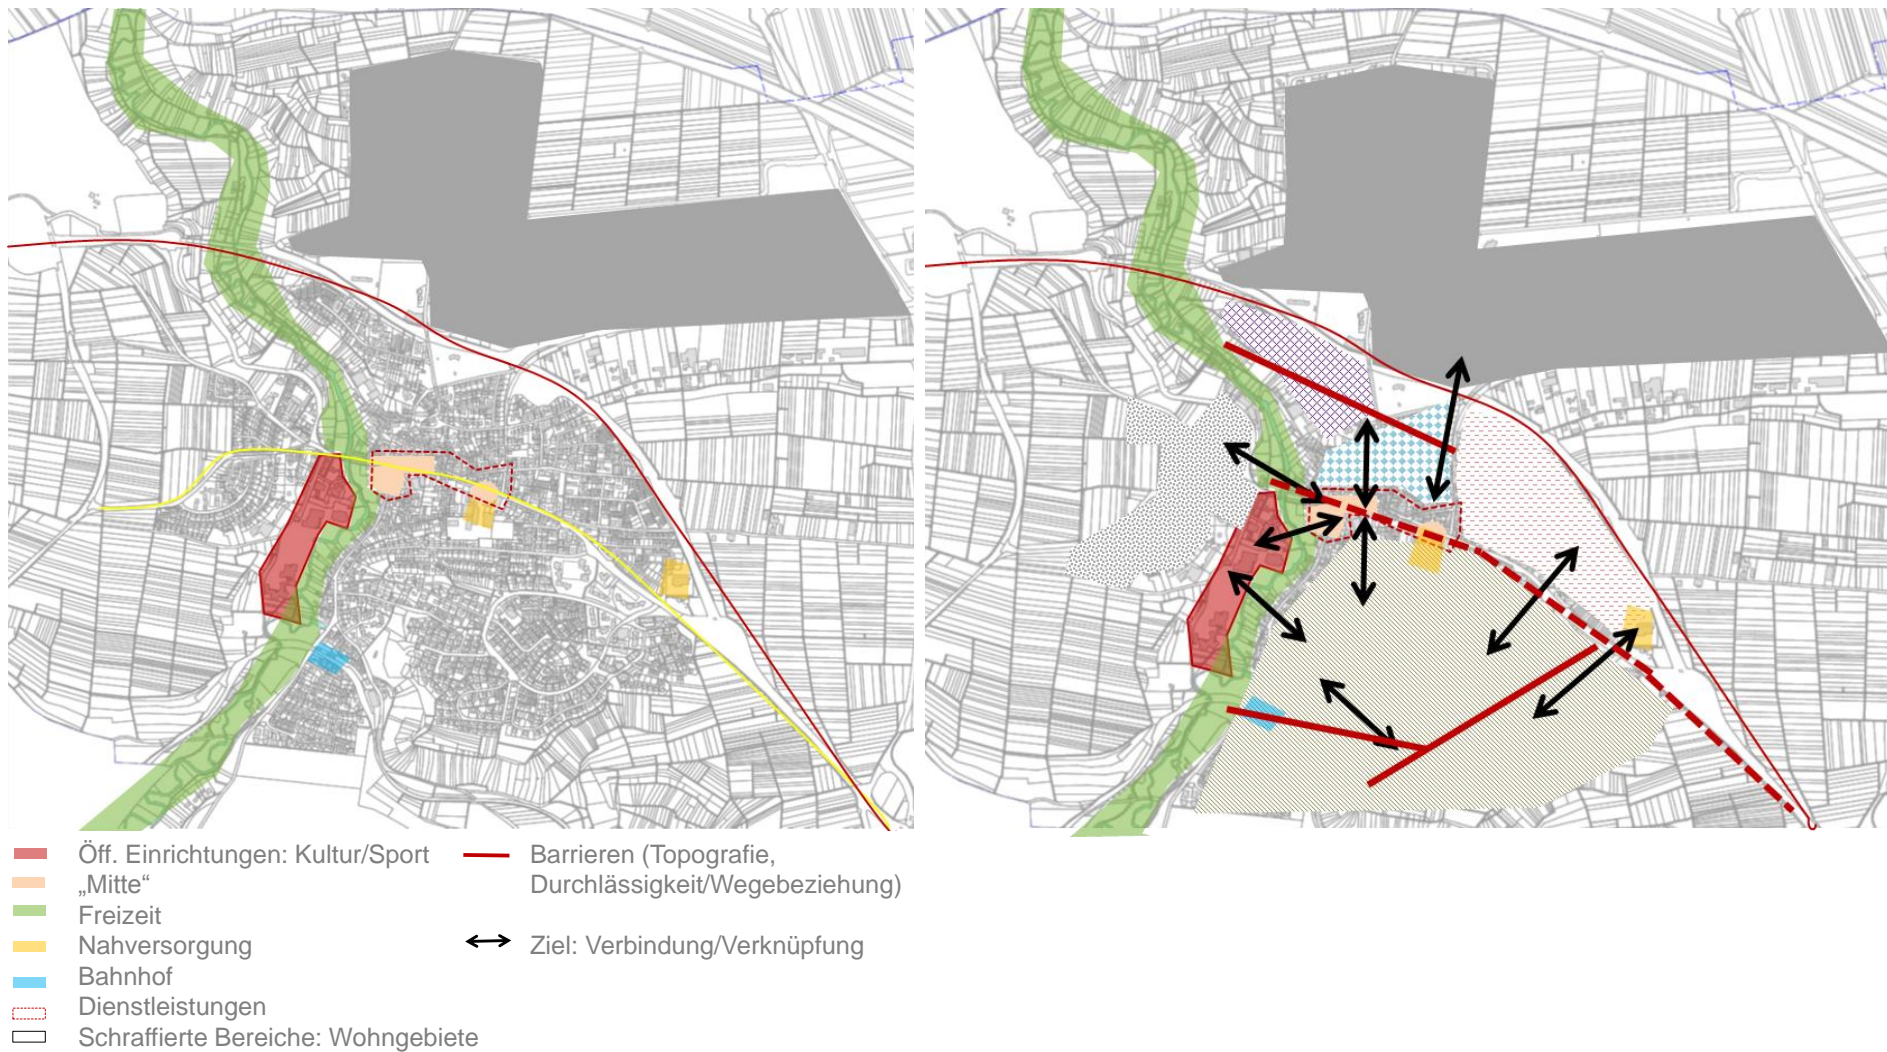 Öff. Einrichtungen: Kultur/Sport
„Mitte“
Freizeit
Nahversorgung
Bahnhof
Dienstleistungen
Schraffierte Bereiche: Wohngebiete
Barrieren (Topografie,
Durchlässigkeit/Wegebeziehung)
Ziel: Verbindung/Verknüpfung